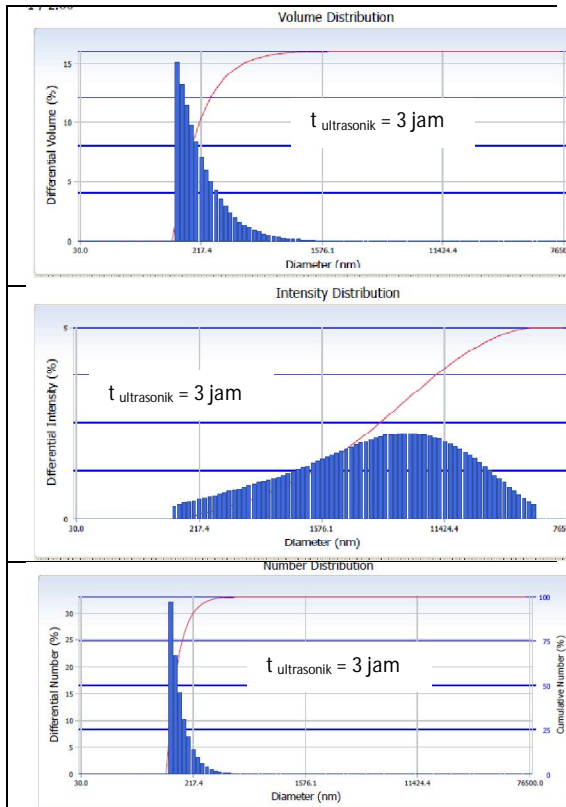 Volume Distribution
15
10
5
0
Differential Volume (%)
t ultrasonik = 3 jam
30.0 217.4 1576.1 11424.4 7650
Diameter (nm)
Intensity Distribution
0
Differential Intensity (%)
t ultrasonik = 3 jam
30.0 217.4 1576.1 11424.4 7650
Diameter (nm)
Number Distribution
30
25
20
15
10
5
0
Differential Number (%)
t ultrasonik = 3 jam
100
75
50
25
0
Cumulative Number (%)
30.0 217.4 1576.1 11424.4 76500.0
Diameter (nm)